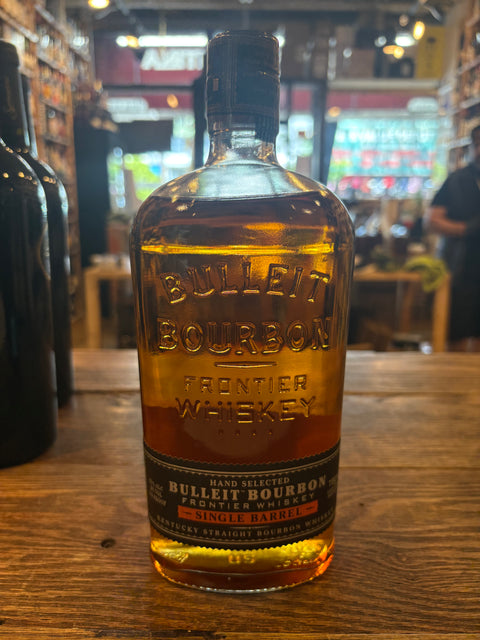 BULLEIT
BOURBON
FRONTIER
WHISKEY
HAND SELECTED
BULLEIT BOURBON
FRONTIER WHISKEY
SINGLE BARREL
KENTUCKY STRAIGHT BOURBON WHISKEY